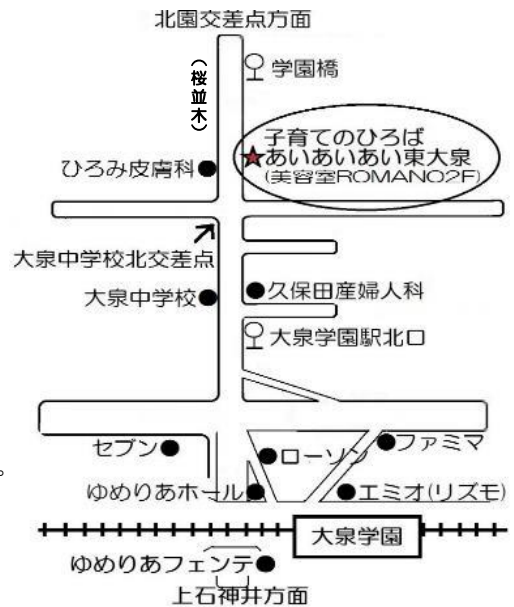 北園交差点方面
(桜並木)
学園橋
子育てのひろば
あいあいあい東大泉
(美容室ROMANO2F)
ひろみ皮膚科
大泉中学校北交差点
大泉中学校
久保田産婦人科
大泉学園駅北口
セブン
ローソン
ファミマ
。
ゆめりあホール
エミオ(リズモ)
大泉学園
ゆめりあフェンテ
上石神井方面